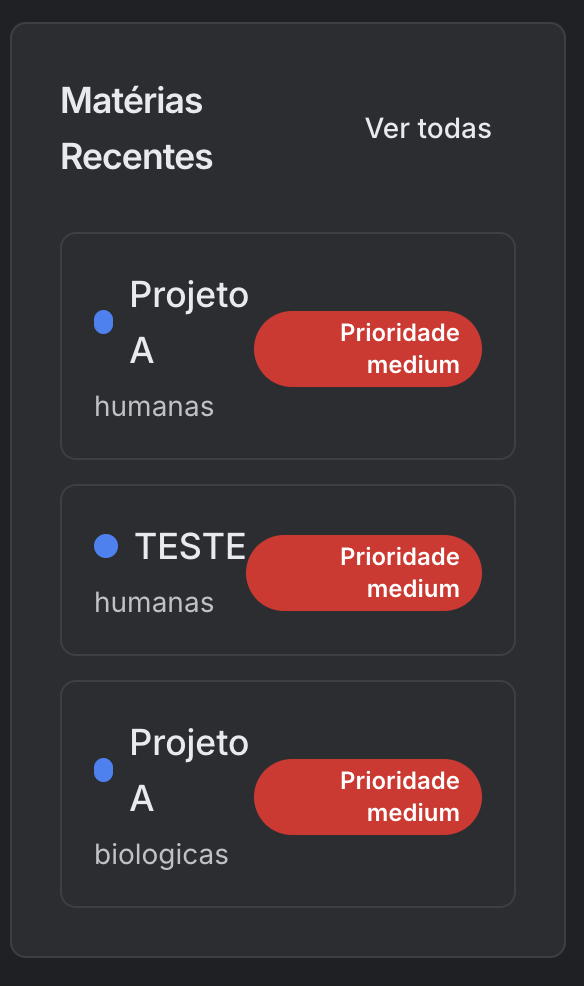 Matérias
Recentes
Ver todas
Projeto
A
humanas
Prioridade
medium
TESTE
humanas
Prioridade
medium
Projeto
A
biologicas
Prioridade
medium